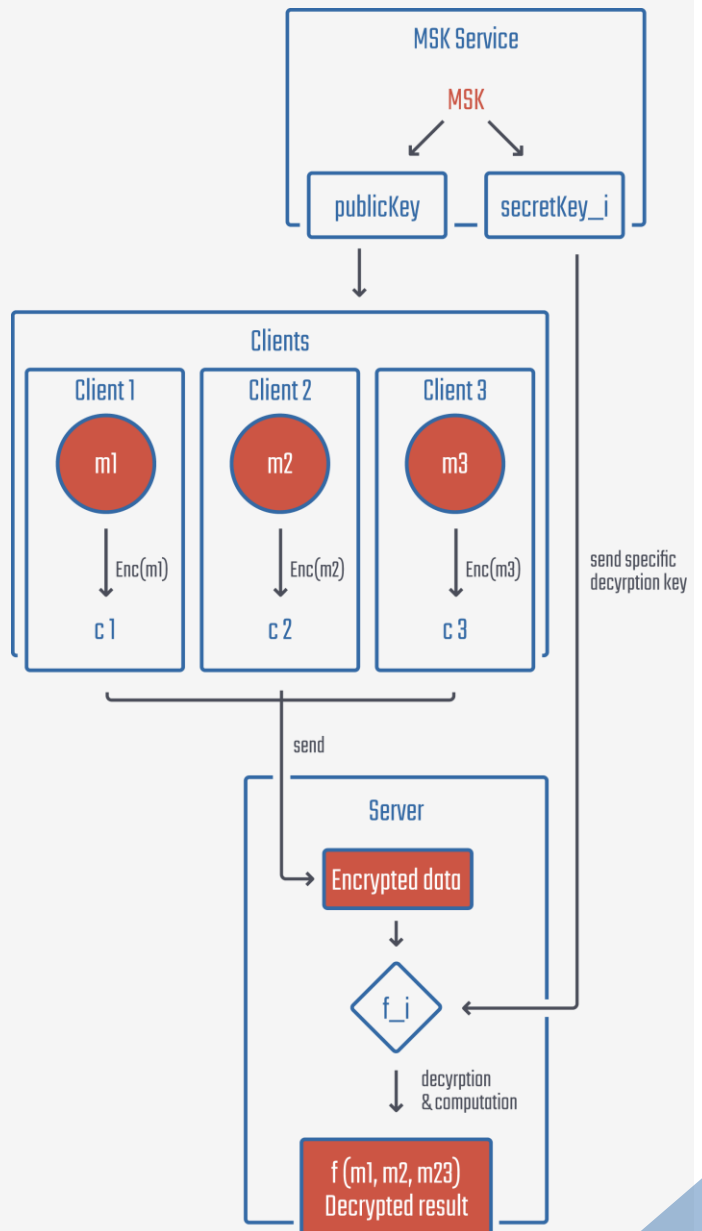 MSK Service
MSK
publicKey
secretKey_i
Clients
Client 1
Client 2
Client 3
m1
m2
m3
Enc(m1)
Enc(m2)
Enc(m3)
c 1
c 2
c 3
send specific
decyrption key
send
Server
Encrypted data
f_i
decyrption
& computation
f (m1, m2, m23)
Decrypted result